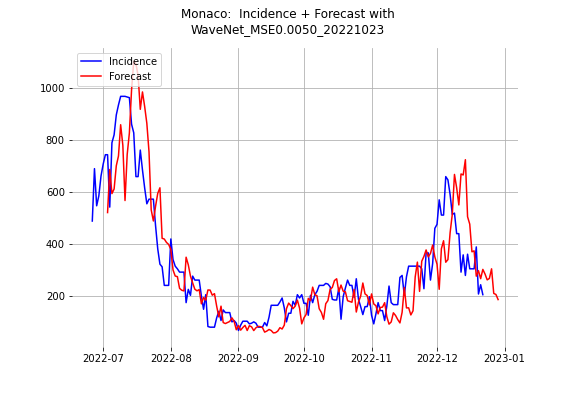 Monaco:  Incidence + Forecast with
WaveNet_MSE0.0050_20221023
Incidence
Forecast
1000
800
600
400
200
2022-07 2022-08 2022-09 2022-10 2022-11 2022-12 2023-01